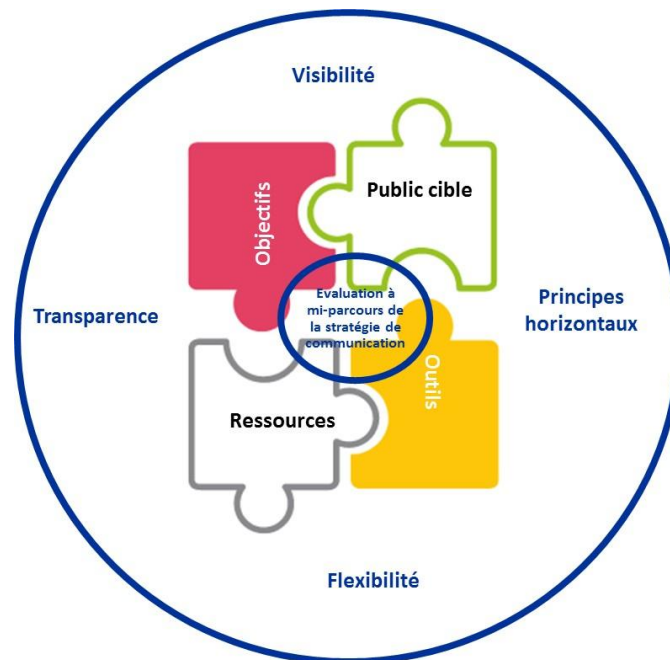 Visibilité
Objectifs
Public cible
Transparence
Evaluation à
mi-parcours de
la stratégie de
communication
Principes
horizontaux
Ressources
Outils
Flexibilité